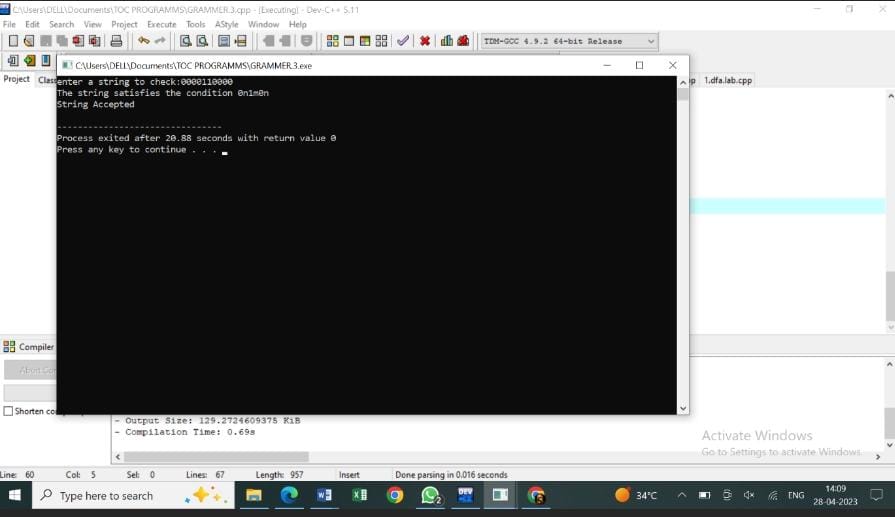 C:\Users\DELL\Documents\TOC PROGRAMMS\GRAMMER.3.cpp - [Executing] - Dev-C++ 5.11
File Edit Search View Project Execute Tools AStyle Window Help
TDM-GCC 4.9.2 64-bit Release
C:\Users\DELL\Documents\TOC PROGRAMMS\GRAMMER.3.exe
Project Class
1.dfa.lab.cpp
enter a string to check:0000110000
The string satisfies the condition 0n1m0n
String Accepted
--------------------------------
Process exited after 20.88 seconds with return value 0
Press any key to continue . . .
Compiler
Abort Co
Shorten co
- Output Size: 129.2724609375 KiB
- Compilation Time: 0.69s
Activate Windows
Go to Settings to activate Windows.
Line: 60 Col: 5 Sel: 0 Lines: 67 Length: 957 Insert Done parsing in 0.016 seconds
Type here to search
34°C
ENG
14:09
28-04-2023